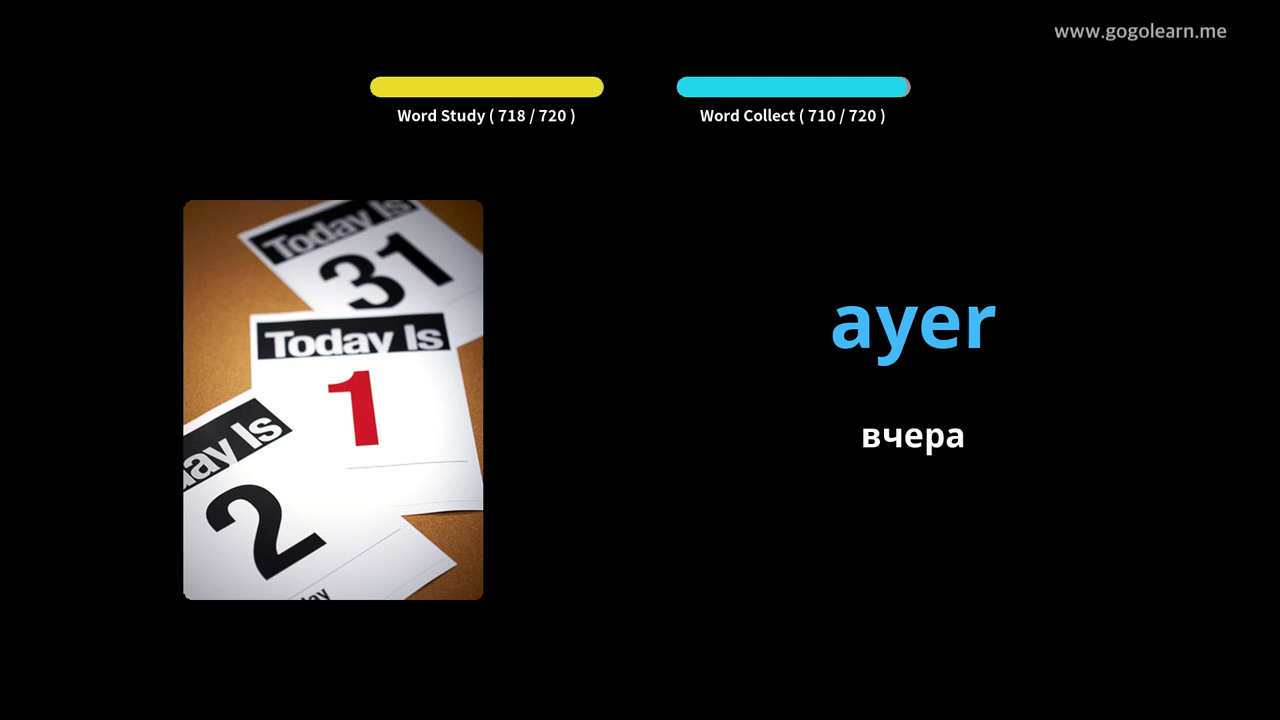 www.gogolearn.me
Word Study ( 718 / 720 )
Word Collect ( 710 / 720 )
Today Is
31
Today Is
1
ay Is
2
ayer
вчера